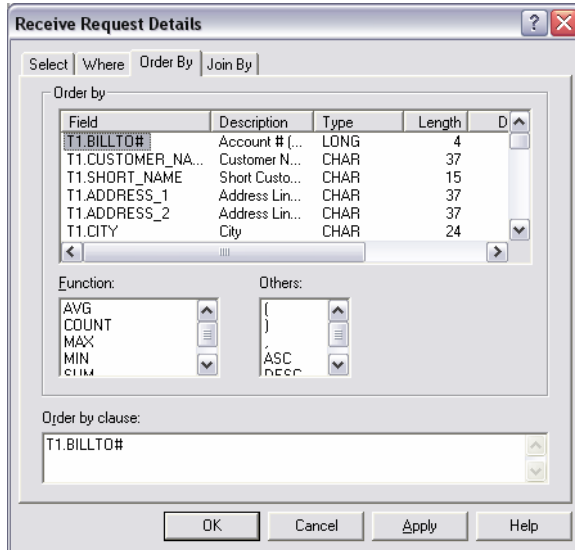 Receive Request Details
Select Where Order By Join By
Order by
Field Description Type Length D
T1.BILLTO# Account # (... LONG 4
T1.CUSTOMER_NA... Customer N... CHAR 37
T1.SHORT_NAME Short Custo... CHAR 15
T1.ADDRESS_1 Address Lin... CHAR 37
T1.ADDRESS_2 Address Lin... CHAR 37
T1.CITY City CHAR 24
Function: Others:
AVG (
COUNT )
MAX ,
MIN ASC
SUM DESC
Order by clause:
T1.BILLTO#
OK Cancel Apply Help